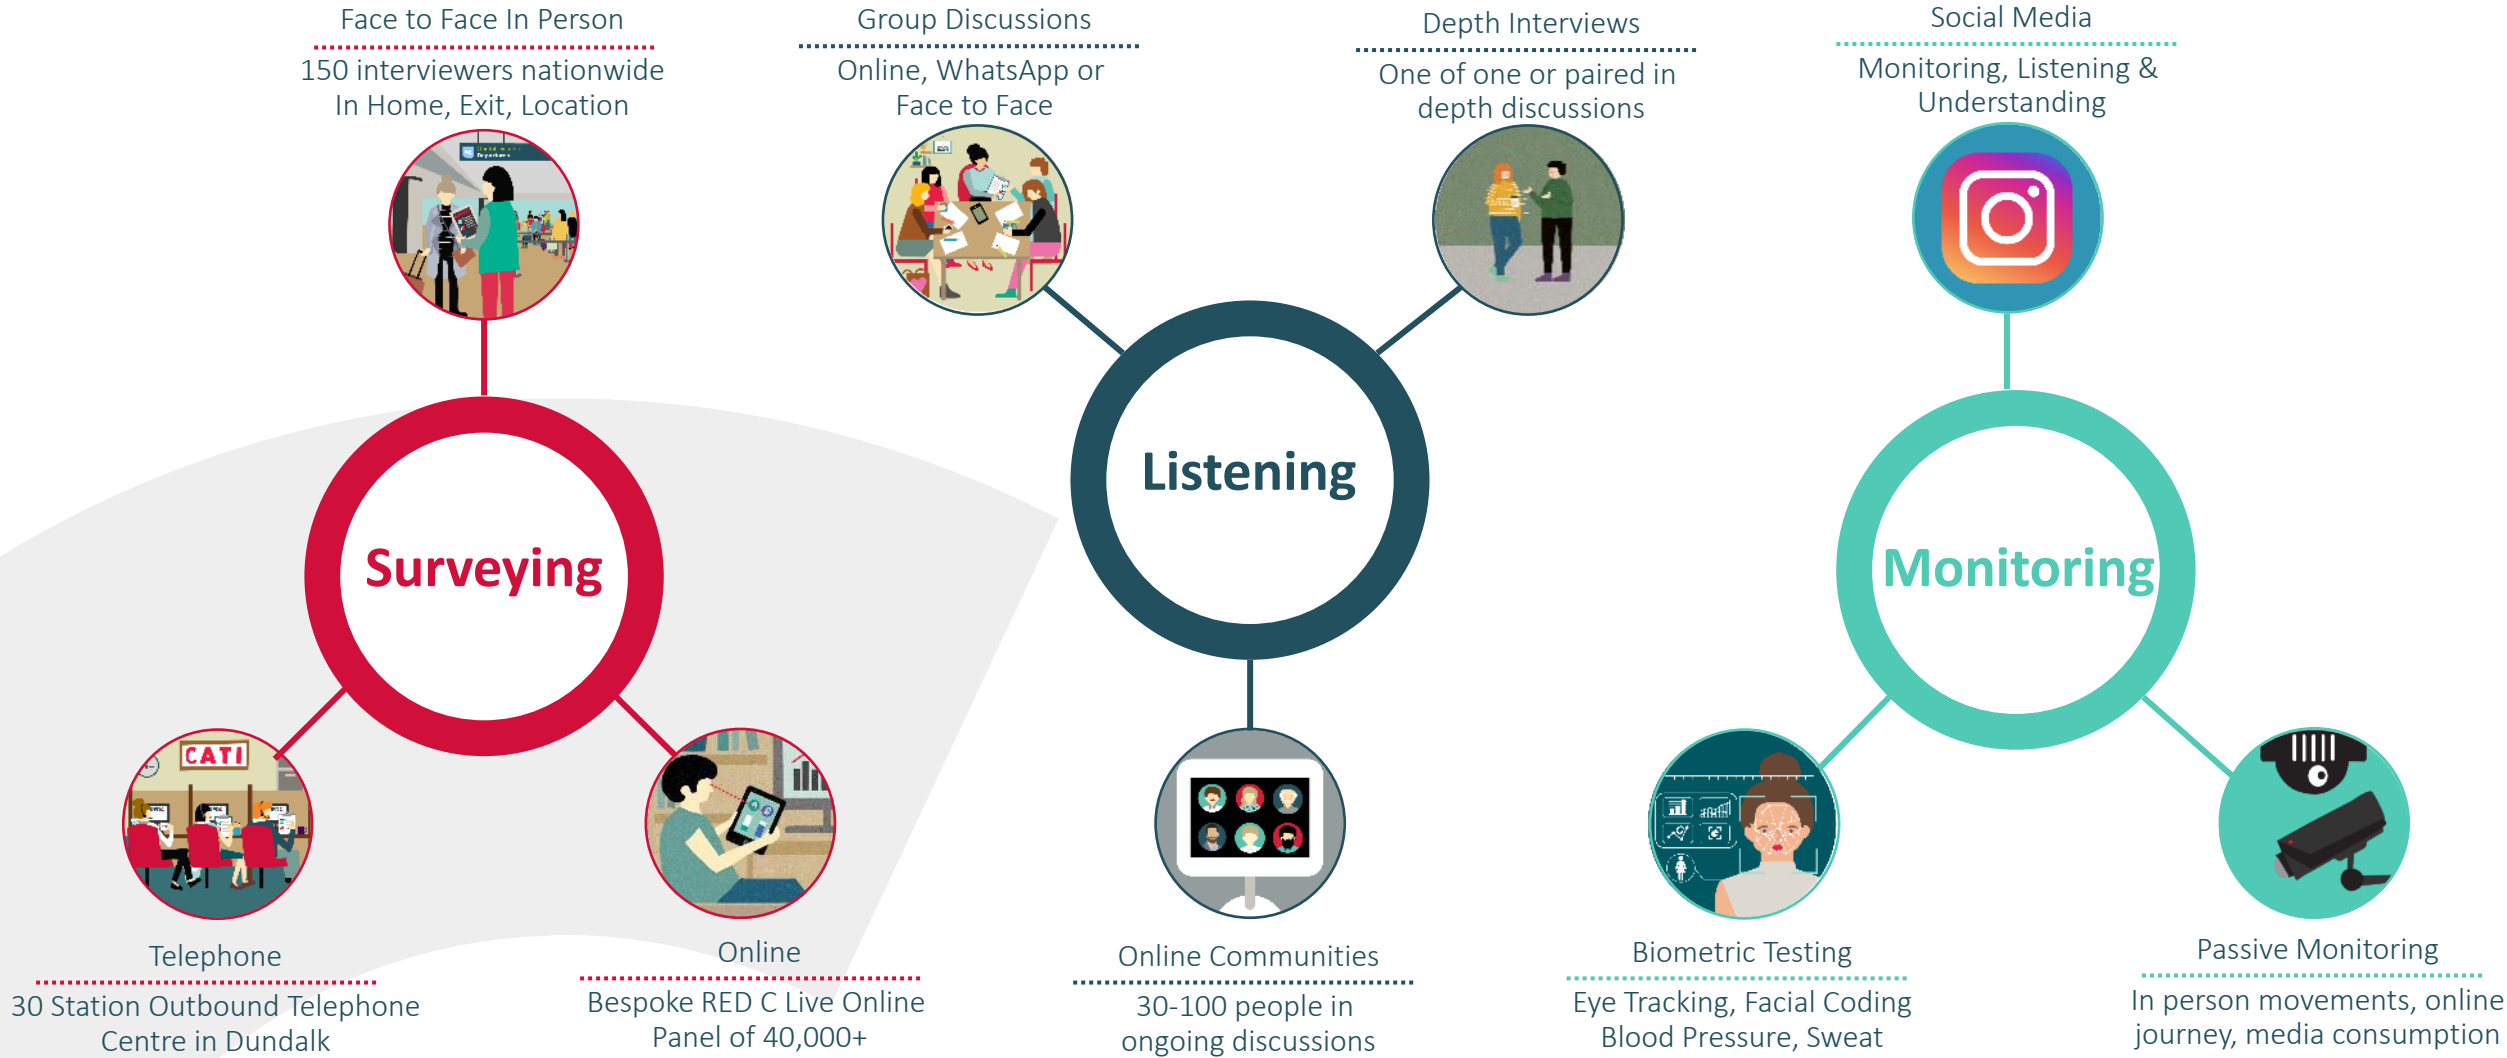 Face to Face In Person
150 interviewers nationwide
In Home, Exit, Location
Surveying
CATI
Telephone
30 Station Outbound Telephone
Centre in Dundalk
Online
Bespoke RED C Live Online
Panel of 40,000+
Group Discussions
Online, WhatsApp or
Face to Face
Depth Interviews
One of one or paired in
depth discussions
Listening
Online Communities
30-100 people in
ongoing discussions
Social Media
Monitoring, Listening &
Understanding
Monitoring
Biometric Testing
Eye Tracking, Facial Coding
Blood Pressure, Sweat
Passive Monitoring
In person movements, online
journey, media consumption